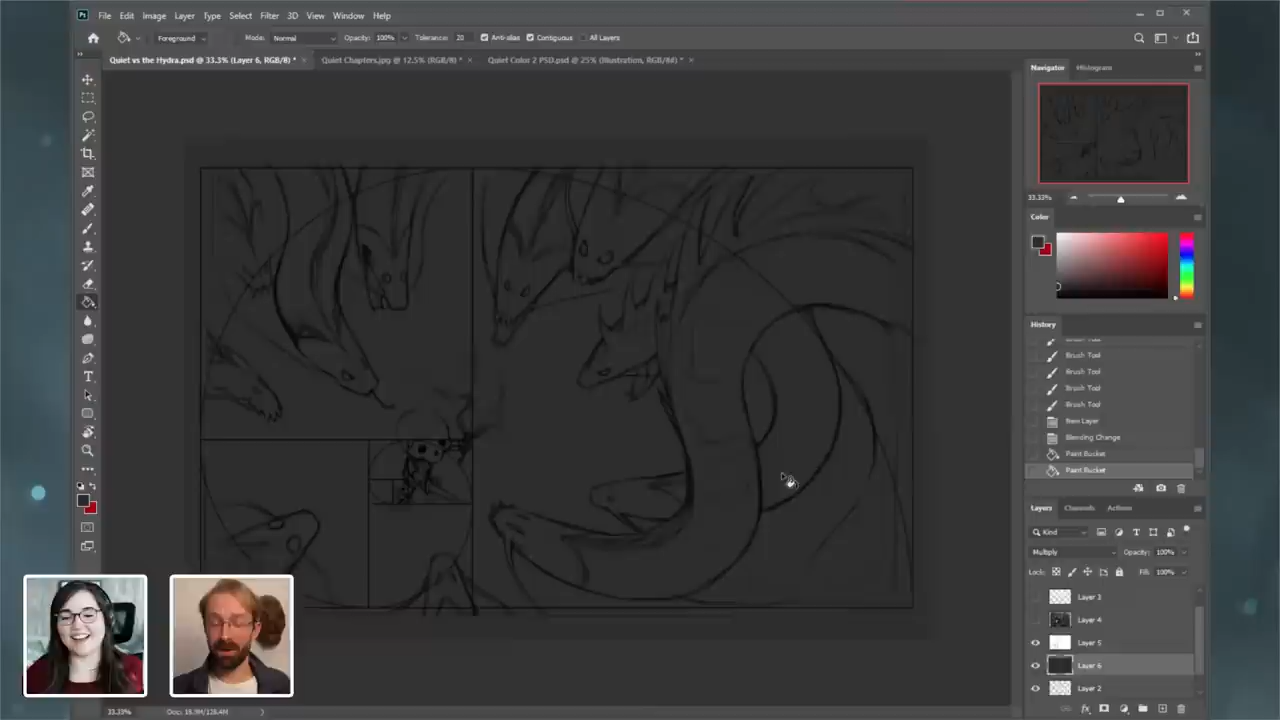 File Edit Image Layer Type Select Filter 3D View Window Help
Foreground Mode: Normal Opacity: 100% Tolerance: 20 Anti-alias Contiguous All Layers
Quiet vs the Hydra.psd @ 33.3% (Layer 6, RGB/8) * × Quiet Chapters.jpg @ 12.5% (RGB/8) * × Quiet Color 2 PSD.psd @ 25% (Illustration, RGB/8#) * ×
Navigator Histogram
33.33%
Color
History
Brush Tool
Brush Tool
Brush Tool
Brush Tool
New Layer
Blending Change
Paint Bucket
Paint Bucket
Layers Channels Actions
Kind
Multiply Opacity: 100%
Lock: Fill: 100%
Layer 3
Layer 4
Layer 5
Layer 6
Layer 2
33.33%